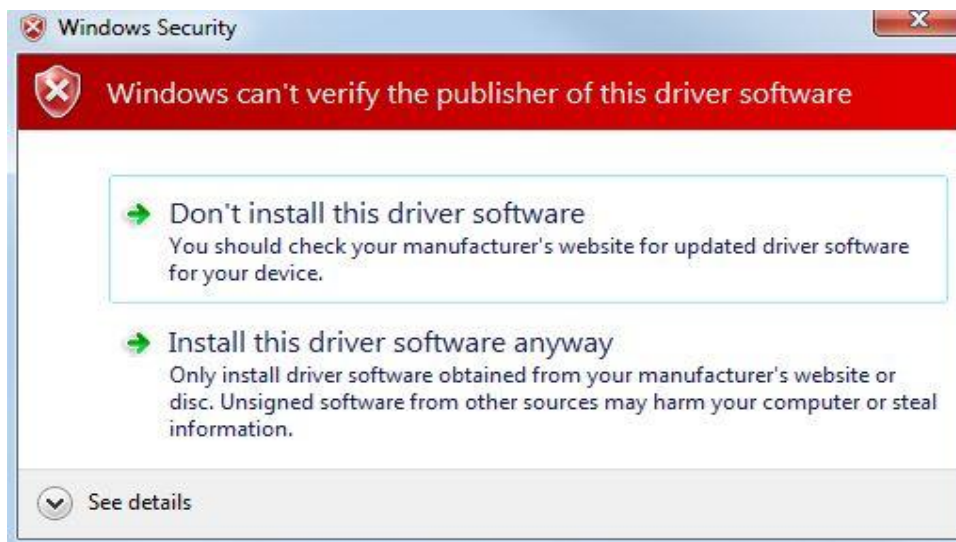 Windows Security
Windows can't verify the publisher of this driver software
Don't install this driver software
You should check your manufacturer's website for updated driver software
for your device.
Install this driver software anyway
Only install driver software obtained from your manufacturer's website or
disc. Unsigned software from other sources may harm your computer or steal
information.
See details